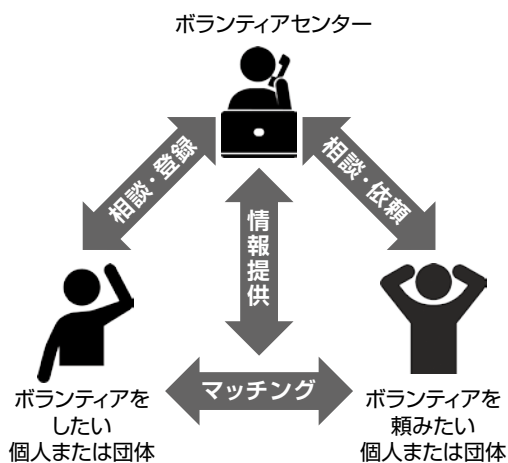 ボランティアセンター
相談・登録
相談・依頼
情報提供
マッチング
ボランティアを
したい
個人または団体
ボランティアを
頼みたい
個人または団体